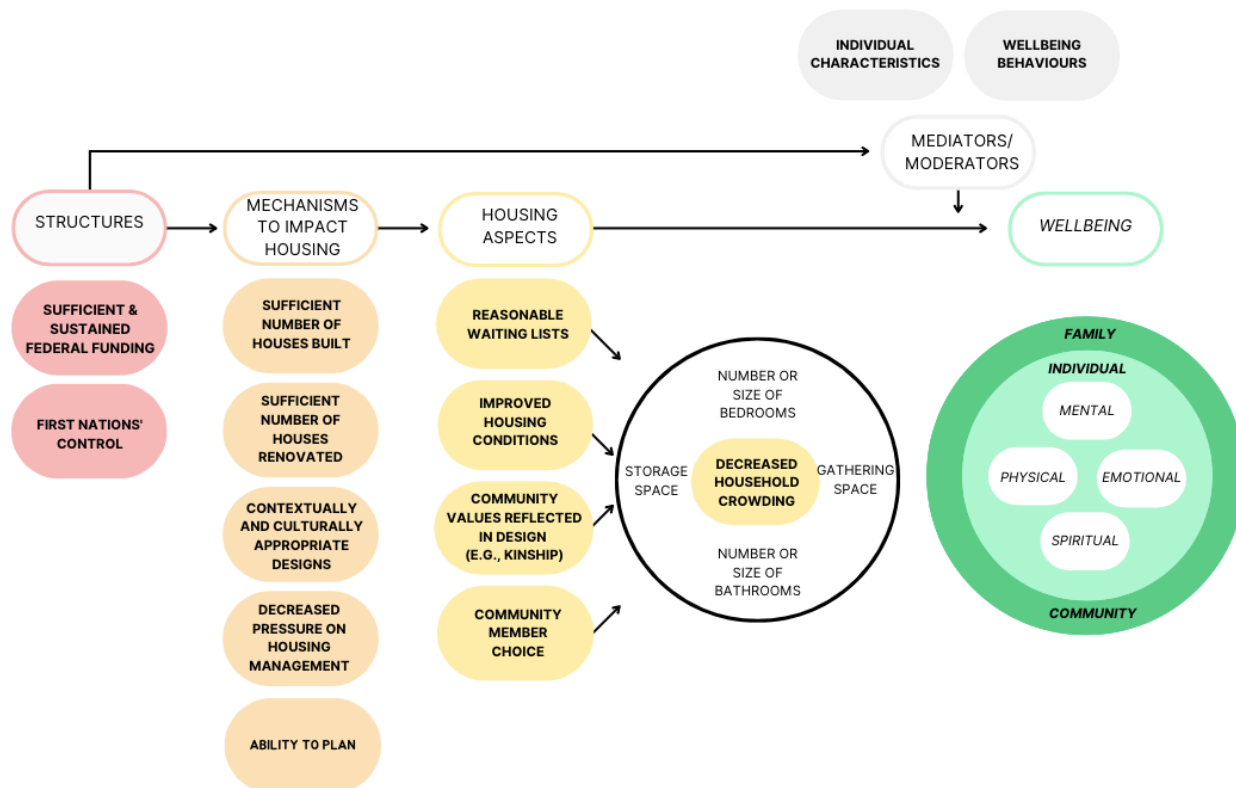 INDIVIDUAL
CHARACTERISTICS
WELLBEING
BEHAVIOURS
MEDIATORS/
MODERATORS
STRUCTURES
MECHANISMS
TO IMPACT
HOUSING
HOUSING
ASPECTS
WELLBEING
SUFFICIENT &
SUSTAINED
FEDERAL FUNDING
FIRST NATIONS'
CONTROL
SUFFICIENT
NUMBER OF
HOUSES BUILT
SUFFICIENT
NUMBER OF
HOUSES
RENOVATED
CONTEXTUALLY
AND CULTURALLY
APPROPRIATE
DESIGNS
DECREASED
PRESSURE ON
HOUSING
MANAGEMENT
ABILITY TO PLAN
REASONABLE
WAITING LISTS
IMPROVED
HOUSING
CONDITIONS
COMMUNITY
VALUES REFLECTED
IN DESIGN
(E.G., KINSHIP)
COMMUNITY
MEMBER
CHOICE
NUMBER OR
SIZE OF
BEDROOMS
STORAGE
SPACE
DECREASED
HOUSEHOLD
CROWDING
GATHERING
SPACE
NUMBER OR
SIZE OF
BATHROOMS
FAMILY
INDIVIDUAL
MENTAL
PHYSICAL
EMOTIONAL
SPIRITUAL
COMMUNITY